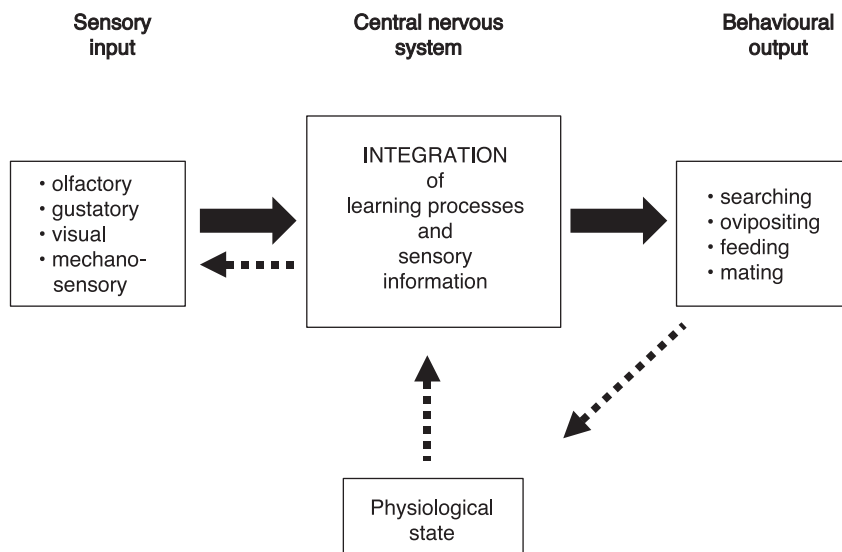 Sensory
input
Central nervous
system
Behavioural
output
• olfactory
• gustatory
• visual
• mechano-
sensory
INTEGRATION
of
learning processes
and
sensory
information
• searching
• ovipositing
• feeding
• mating
Physiological
state